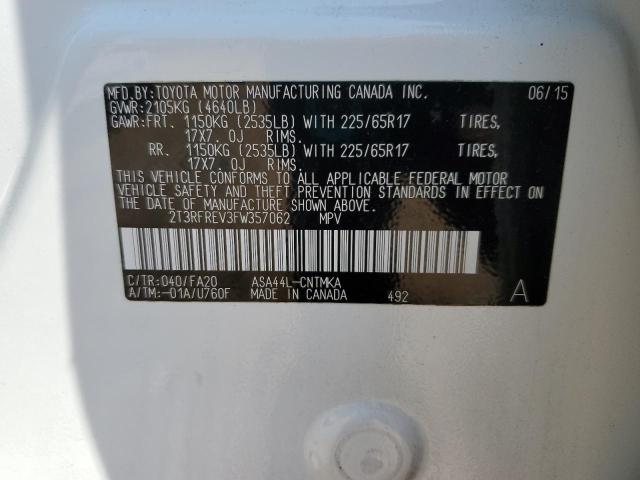 MFD.BY:TOYOTA MOTOR MANUFACTURING CANADA INC. 06/15
GVWR:2105KG (4640LB)
GAWR:FRT. 1150KG (2535LB) WITH 225/65R17 TIRES,
17X7.0J RIMS.
RR. 1150KG (2535LB) WITH 225/65R17 TIRES,
17X7.0J RIMS.
THIS VEHICLE CONFORMS TO ALL APPLICABLE FEDERAL MOTOR
VEHICLE SAFETY AND THEFT PREVENTION STANDARDS IN EFFECT ON
THE DATE OF MANUFACTURE SHOWN ABOVE.
2T3RFREV3FW357062 MPV
C/TR:040/FA20 ASA44L-CNTMKA
A/TM:-01A/U760F MADE IN CANADA 492 A